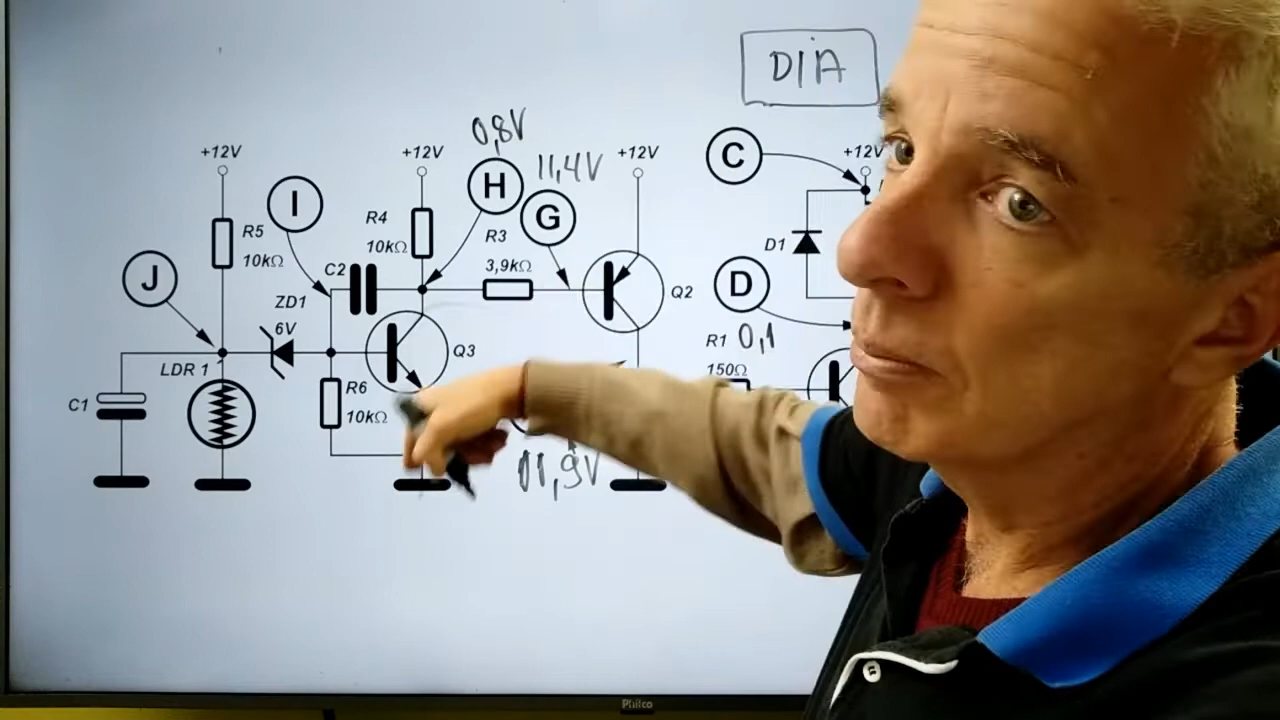 DIA
0,8V
11,4V
+12V
+12V
+12V
+12V
C
I
H
G
R5
10kΩ
R4
10kΩ
R3
3,9kΩ
D1
J
C2
ZD1
6V
Q2
D
Q3
R1
0,1
150Ω
LDR 1
C1
R6
10kΩ
11,9V
Philco